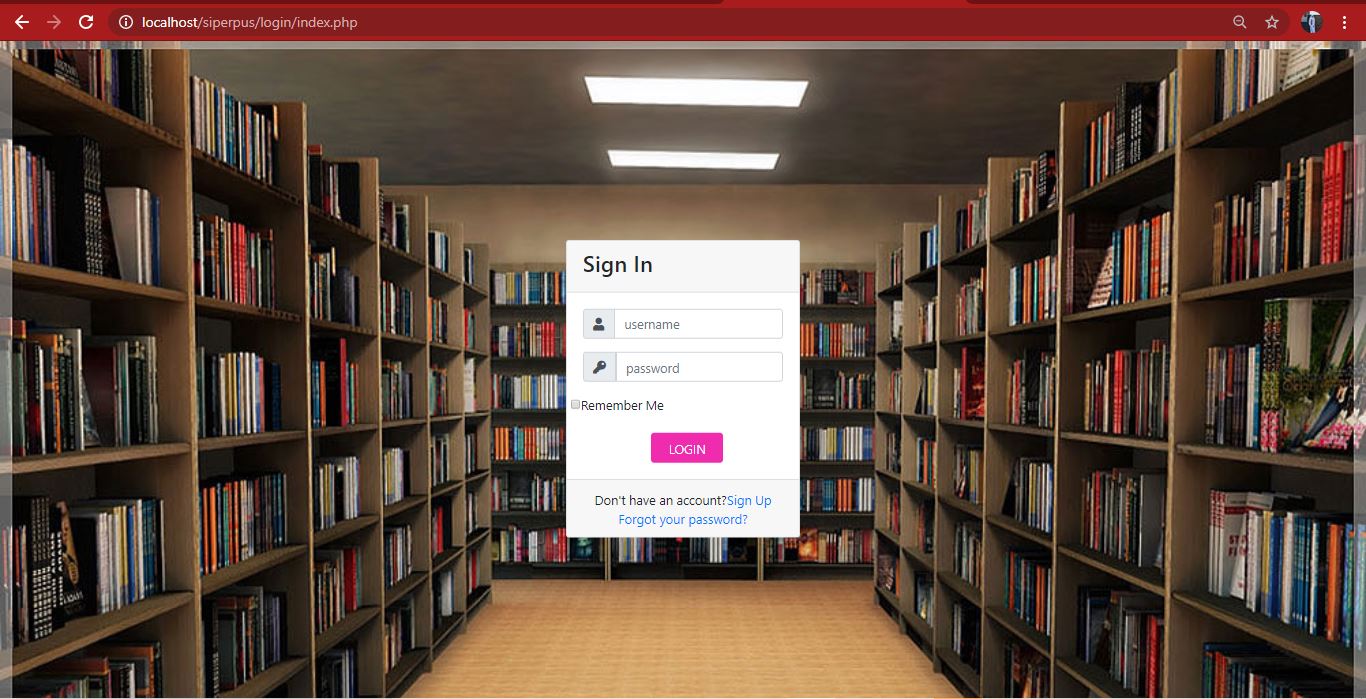 localhost/siperpus/login/index.php
Sign In
username
password
Remember Me
LOGIN
Don't have an account?Sign Up
Forgot your password?